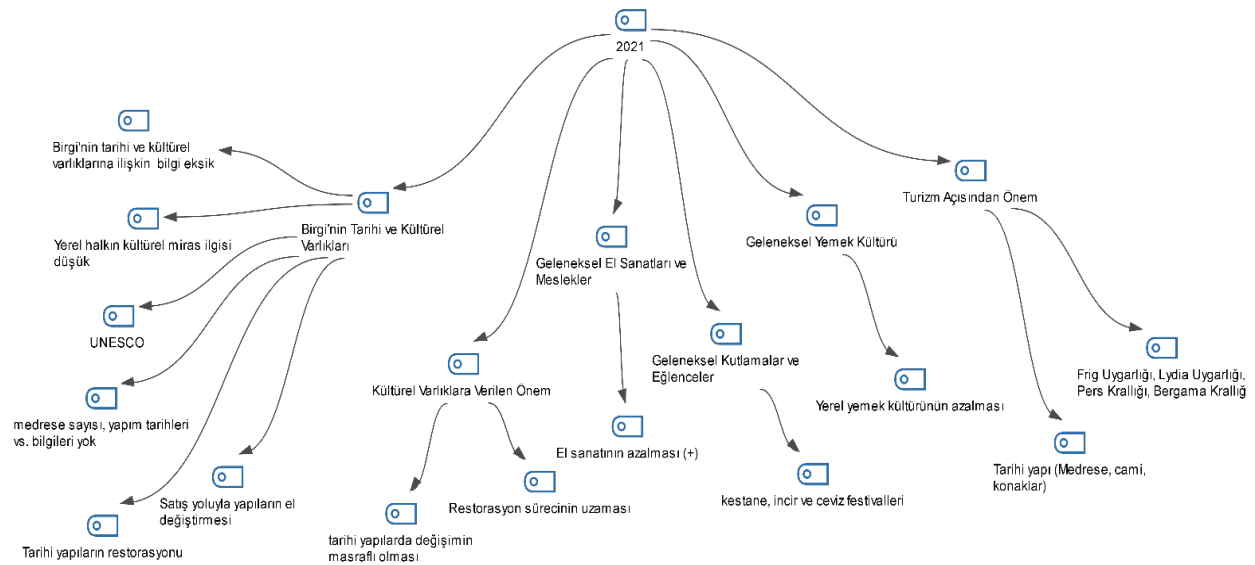 2021
Birgi'nin tarihi ve kültürel
varlıklarına ilişkin bilgi eksik
Yerel halkın kültürel miras ilgisi
düşük
Birgi'nin Tarihi ve Kültürel
Varlıkları
UNESCO
medrese sayısı, yapım tarihleri
vs. bilgileri yok
Satış yoluyla yapıların el
değiştirmesi
Tarihi yapıların restorasyonu
Kültürel Varlıklara Verilen Önem
tarihi yapılarda değişimin
masraflı olması
Restorasyon sürecinin uzaması
Geleneksel El Sanatları ve
Meslekler
El sanatının azalması (+)
Geleneksel Kutlamalar ve
Eğlenceler
kestane, incir ve ceviz festivalleri
Geleneksel Yemek Kültürü
Yerel yemek kültürünün azalması
Turizm Açısından Önem
Tarihi yapı (Medrese, cami,
konaklar)
Frig Uygarlığı, Lydia Uygarlığı,
Pers Krallığı, Bergama Krallığ